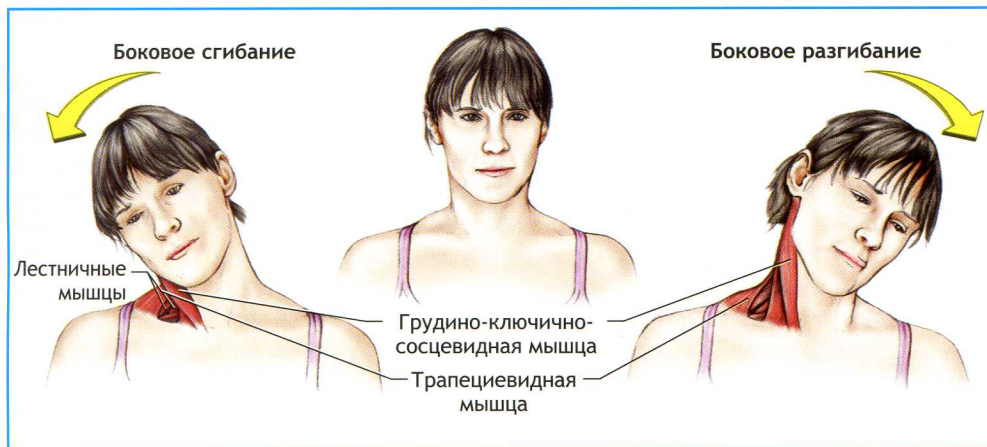 Боковое сгибание
Боковое разгибание
Лестничные
мышцы
Грудино-ключично-
сосцевидная мышца
Трапециевидная
мышца